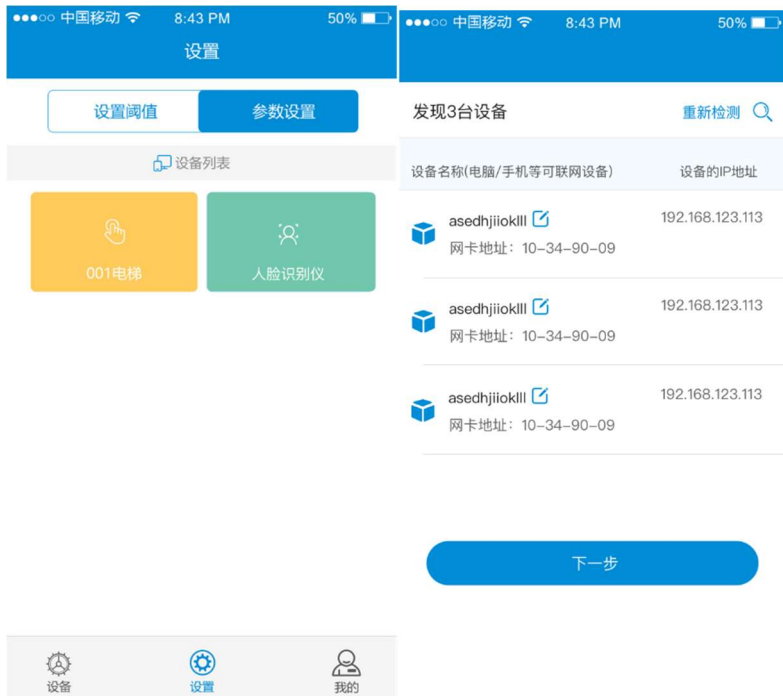 中国移动 8:43 PM 50%
设置
设置阈值 参数设置
设备列表
001电梯 人脸识别仪
设备 设置 我的
中国移动 8:43 PM 50%
发现3台设备 重新检测
设备名称(电脑/手机等可联网设备) 设备的IP地址
asedhjiioklll 192.168.123.113
网卡地址：10-34-90-09
asedhjiioklll 192.168.123.113
网卡地址：10-34-90-09
asedhjiioklll 192.168.123.113
网卡地址：10-34-90-09
下一步